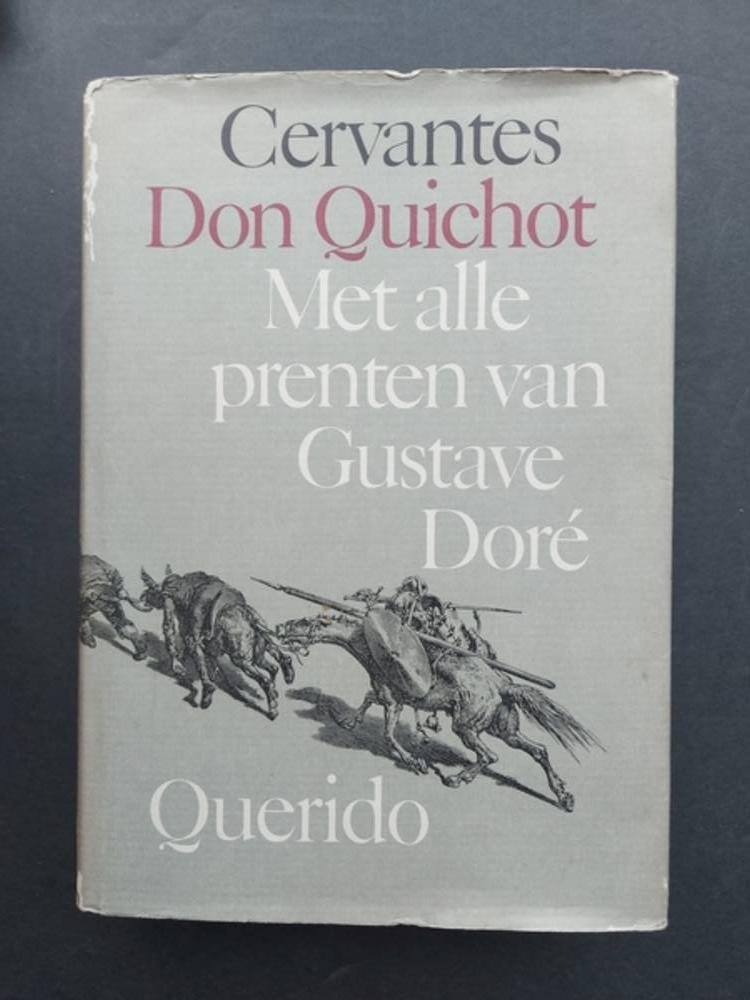 Cervantes
Don Quichot
Met alle
prenten van
Gustave
Doré
Querido